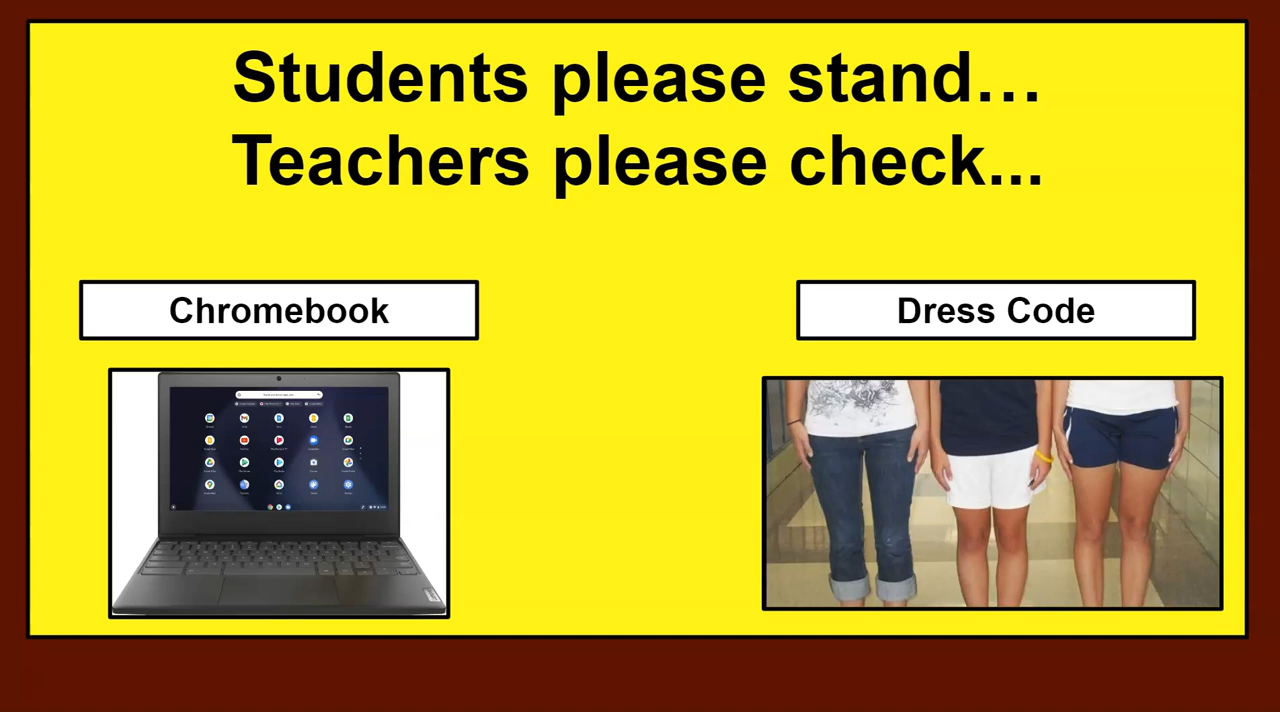 Students please stand…
Teachers please check...
Chromebook
Dress Code